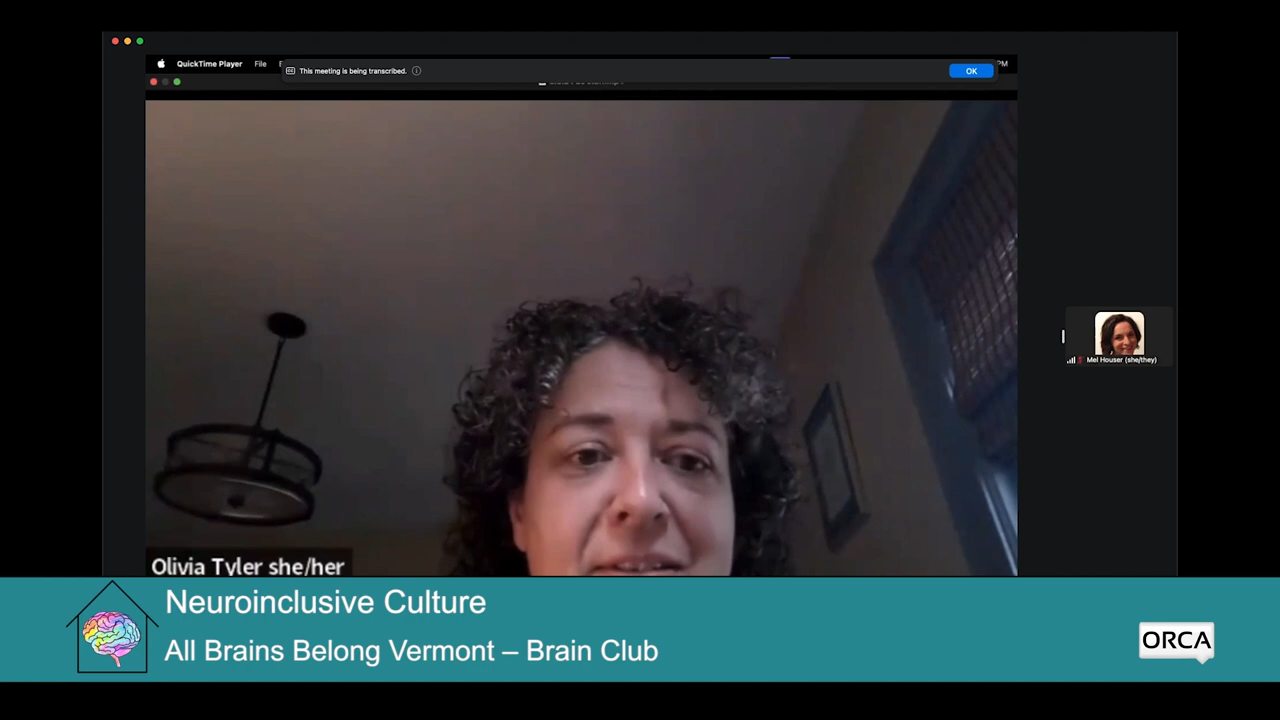 QuickTime Player File
This meeting is being transcribed.
OK
PM
Mel Houser (she/they)
Olivia Tyler she/her
Neuroinclusive Culture
All Brains Belong Vermont – Brain Club
ORCA